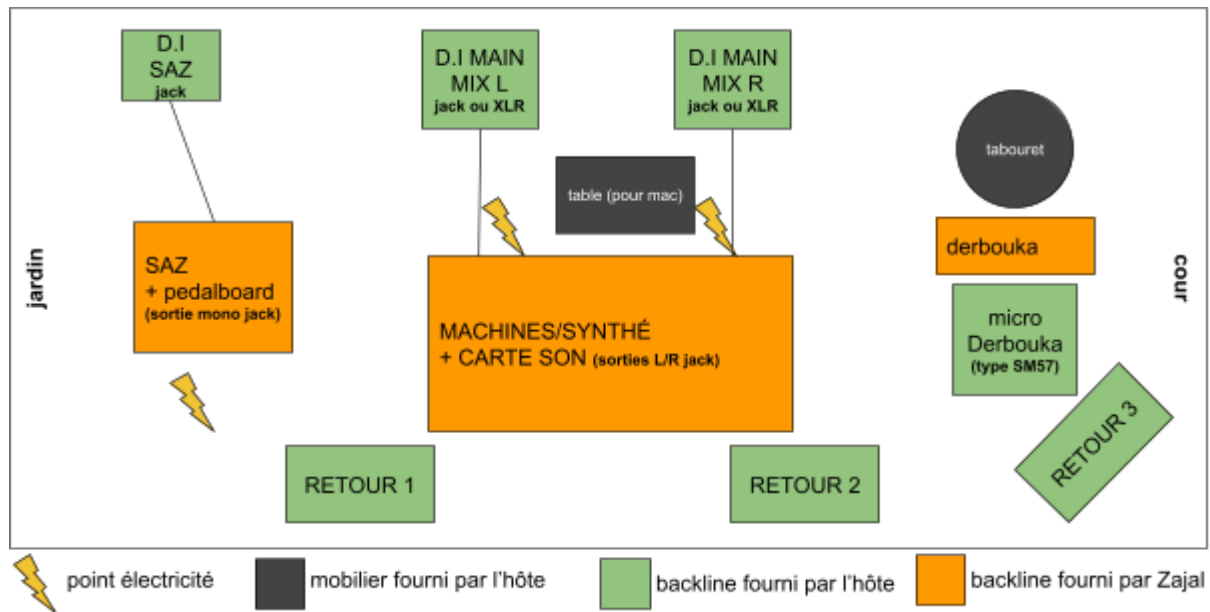 D.I
SAZ
jack
D.I MAIN
MIX L
jack ou XLR
D.I MAIN
MIX R
jack ou XLR
tabouret
table (pour mac)
jardin
SAZ
+ pedalboard
(sortie mono jack)
MACHINES/SYNTHÉ
+ CARTE SON (sorties L/R jack)
derbouka
cour
micro
Derbouka
(type SM57)
RETOUR 1
RETOUR 2
RETOUR 3
point électricité
mobilier fourni par l'hôte
backline fourni par l'hôte
backline fourni par Zajal